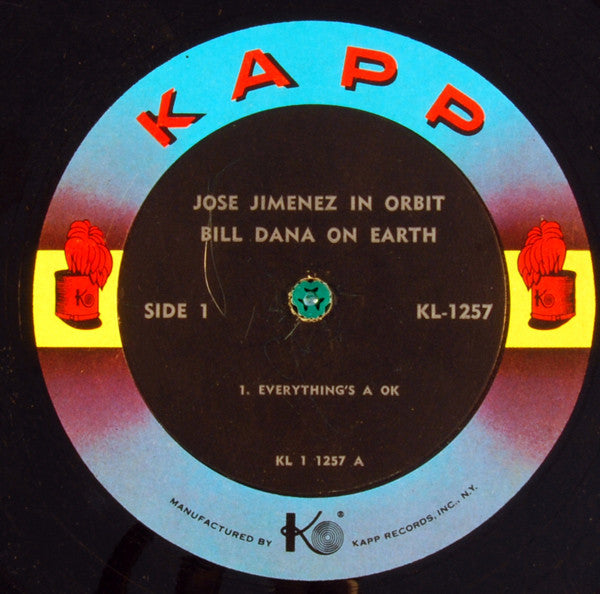 KAPP
JOSE JIMENEZ IN ORBIT
BILL DANA ON EARTH
SIDE 1
KL-1257
1. EVERYTHING'S A OK
KL 1 1257 A
MANUFACTURED BY K ® KAPP RECORDS, INC., N.Y.
K
K